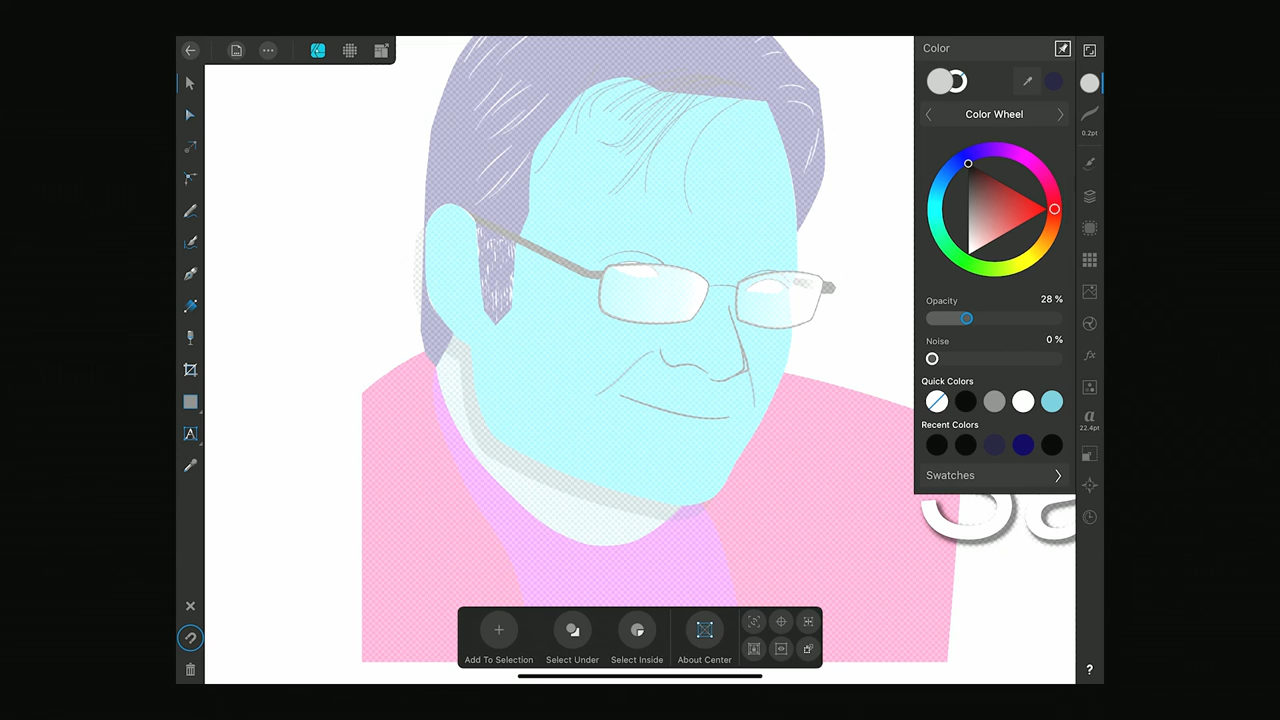 Color
Color Wheel
0.2pt
Opacity
28 %
Noise
0 %
Quick Colors
a
22.4pt
Recent Colors
Swatches
Add To Selection
Select Under
Select Inside
About Center
A
fx
?